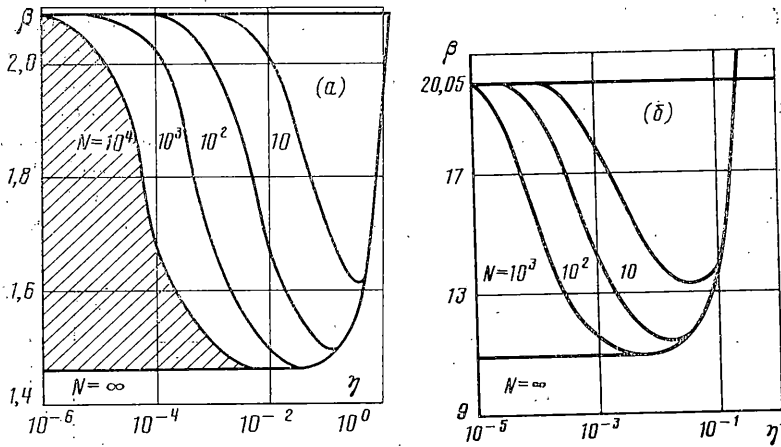 β
2,0
1,8
1,6
1,4
(а)
N=10⁴ 10³ 10² 10
N=∞
η
10⁻⁶ 10⁻⁴ 10⁻² 10⁰
β
20,05
17
13
9
(б)
N=10³ 10² 10
N=∞
10⁻⁵ 10⁻³ 10⁻¹ η